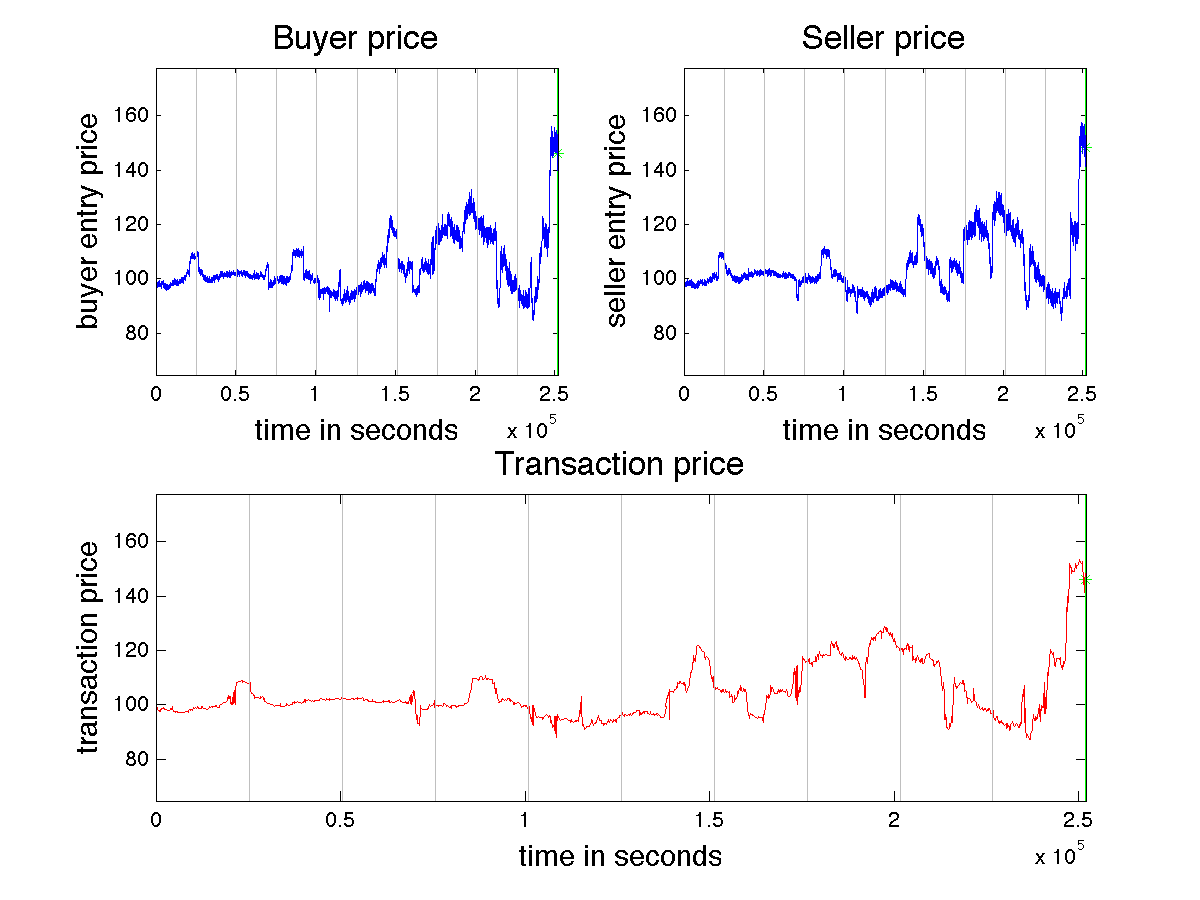 Buyer price
Seller price
buyer entry price
160
140
120
100
80
0 0.5 1 1.5 2 2.5
x 10^5
time in seconds
seller entry price
160
140
120
100
80
0 0.5 1 1.5 2 2.5
x 10^5
time in seconds
Transaction price
transaction price
160
140
120
100
80
0 0.5 1 1.5 2 2.5
x 10^5
time in seconds